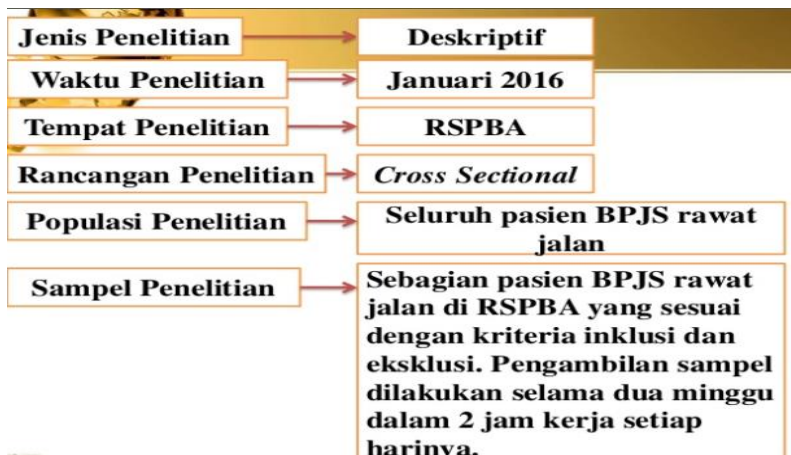 Jenis Penelitian
Deskriptif
Waktu Penelitian
Januari 2016
Tempat Penelitian
RSPBA
Rancangan Penelitian
Cross Sectional
Populasi Penelitian
Seluruh pasien BPJS rawat
jalan
Sampel Penelitian
Sebagian pasien BPJS rawat
jalan di RSPBA yang sesuai
dengan kriteria inklusi dan
eksklusi. Pengambilan sampel
dilakukan selama dua minggu
dalam 2 jam kerja setiap
harinya.